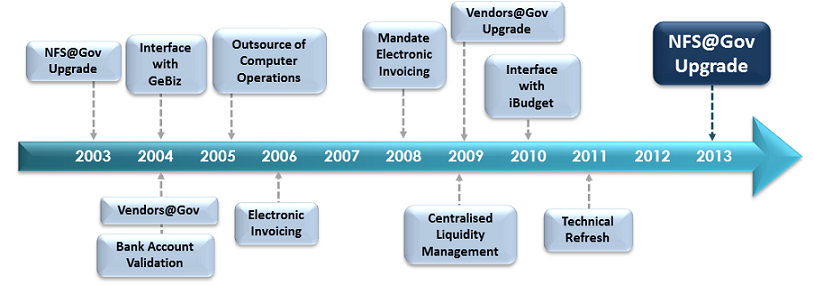 NFS@Gov
Upgrade
Interface
with
GeBiz
Outsource of
Computer
Operations
Mandate
Electronic
Invoicing
Vendors@Gov
Upgrade
Interface
with
iBudget
NFS@Gov
Upgrade
2003 2004 2005 2006 2007 2008 2009 2010 2011 2012 2013
Vendors@Gov
Bank Account
Validation
Electronic
Invoicing
Centralised
Liquidity
Management
Technical
Refresh